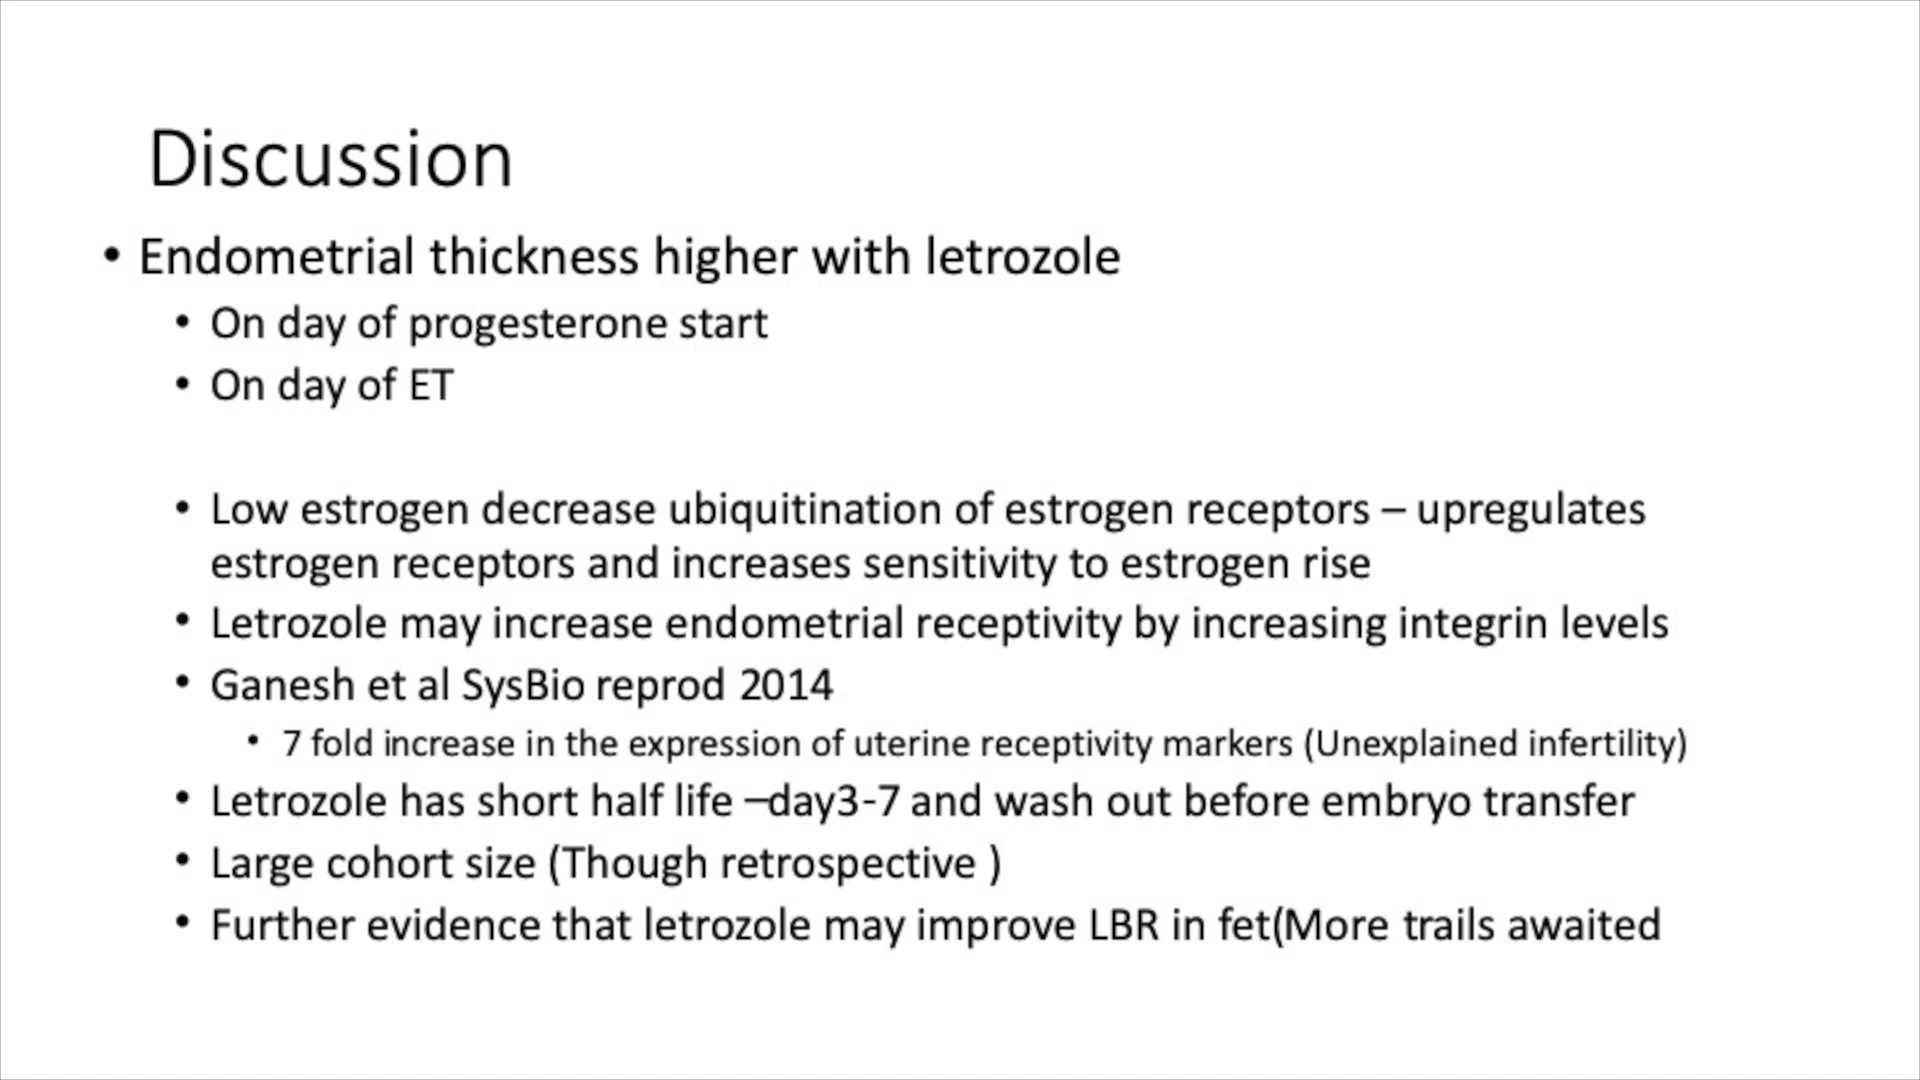 Discussion
• Endometrial thickness higher with letrozole
• On day of progesterone start
• On day of ET
• Low estrogen decrease ubiquitination of estrogen receptors – upregulates
estrogen receptors and increases sensitivity to estrogen rise
• Letrozole may increase endometrial receptivity by increasing integrin levels
• Ganesh et al SysBio reprod 2014
• 7 fold increase in the expression of uterine receptivity markers (Unexplained infertility)
• Letrozole has short half life –day3-7 and wash out before embryo transfer
• Large cohort size (Though retrospective )
• Further evidence that letrozole may improve LBR in fet(More trails awaited